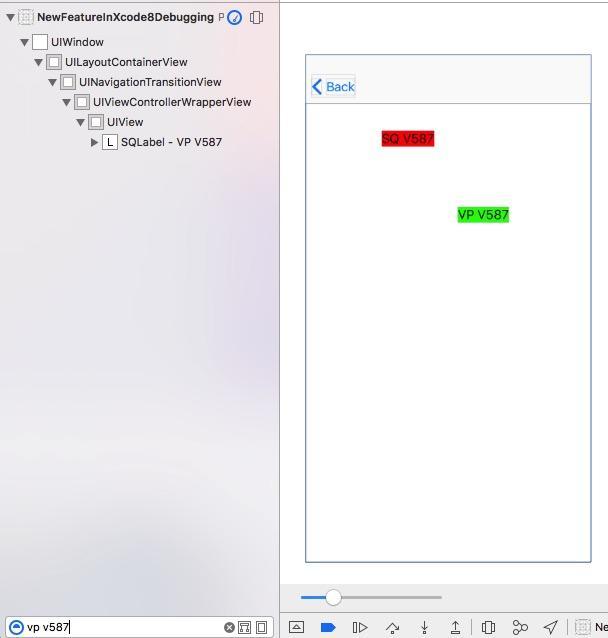 NewFeatureInXcode8Debugging P
UIWindow
UILayoutContainerView
UINavigationTransitionView
UIViewControllerWrapperView
UIView
L SQLabel - VP V587
vp v587
Back
SQ V587
VP V587
Ne